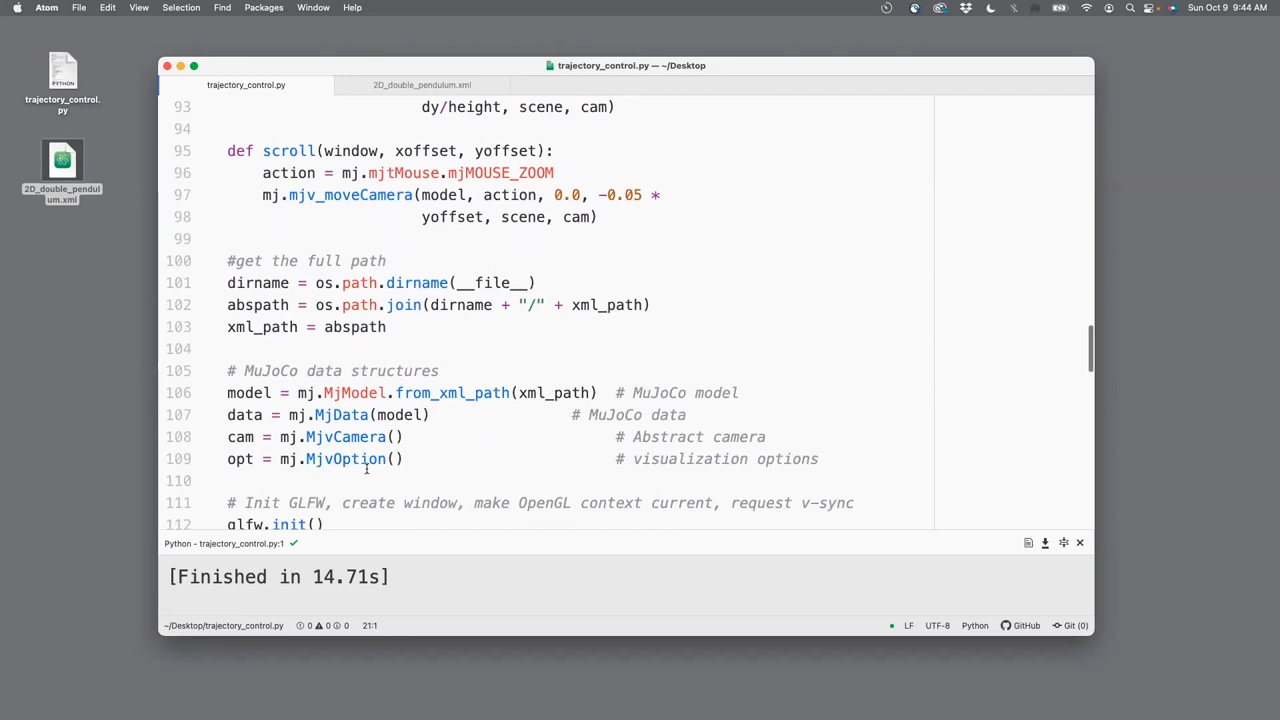 Atom File Edit View Selection Find Packages Window Help Sun Oct 9 9:44 AM
trajectory_control.py — ~/Desktop
trajectory_control.py 2D_double_pendulum.xml
PYTHON
trajectory_control.
py
2D_double_pendul
um.xml
93 dy/height, scene, cam)
94
95 def scroll(window, xoffset, yoffset):
96 action = mj.mjtMouse.mjMOUSE_ZOOM
97 mj.mjv_moveCamera(model, action, 0.0, -0.05 *
98 yoffset, scene, cam)
99
100 #get the full path
101 dirname = os.path.dirname(__file__)
102 abspath = os.path.join(dirname + "/" + xml_path)
103 xml_path = abspath
104
105 # MuJoCo data structures
106 model = mj.MjModel.from_xml_path(xml_path) # MuJoCo model
107 data = mj.MjData(model) # MuJoCo data
108 cam = mj.MjvCamera() # Abstract camera
109 opt = mj.MjvOption() # visualization options
110
111 # Init GLFW, create window, make OpenGL context current, request v-sync
112 glfw.init()
Python - trajectory_control.py:1
[Finished in 14.71s]
~/Desktop/trajectory_control.py 0 0 0 21:1 LF UTF-8 Python GitHub Git (0)